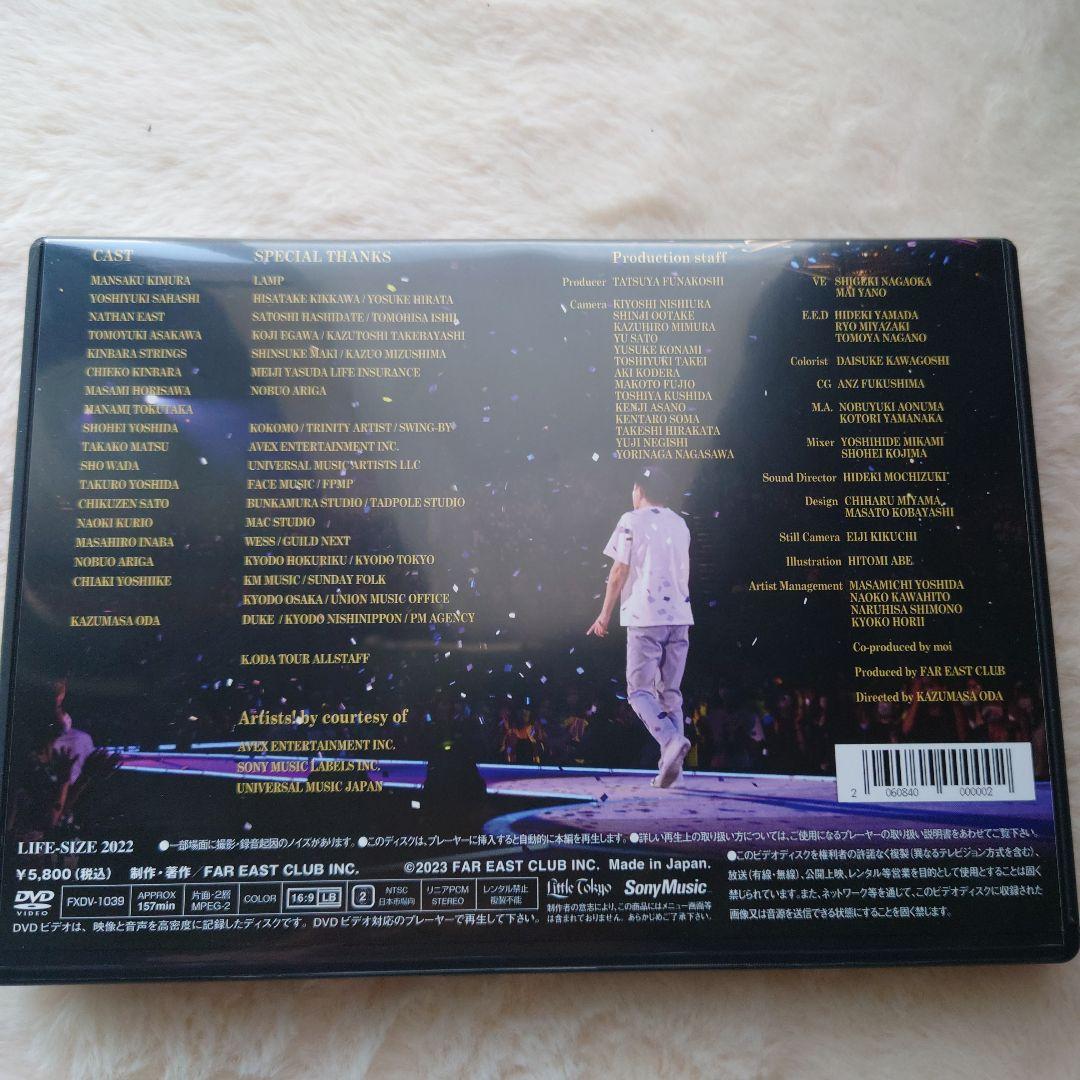 CAST
MANSAKU KIMURA
YOSHIYUKI SAHASHI
NATHAN EAST
TOMOYUKI ASAKAWA
KINBARA STRINGS
CHIEKO KINBARA
MASAMI HORISAWA
MANAMI TOKUTAKA
SHOHEI YOSHIDA
TAKAKO MATSU
SHO WADA
TAKURO YOSHIDA
CHIKUZEN SATO
NAOKI KURIO
MASAHIRO INABA
NOBUO ARIGA
CHIAKI YOSHIIKE
KAZUMASA ODA
SPECIAL THANKS
LAMP
HISATAKE KIKKAWA / YOSUKE HIRATA
SATOSHI HASHIDATE / TOMOHISA ISHII
KOJI EGAWA / KAZUTOSHI TAKEBAYASHI
SHINSUKE MAKI / KAZUO MIZUSHIMA
MEIJI YASUDA LIFE INSURANCE
NOBUO ARIGA
KOKOMO / TRINITY ARTIST / SWING-BY
AVEX ENTERTAINMENT INC.
UNIVERSAL MUSIC ARTISTS LLC
FACE MUSIC / FPMP
BUNKAMURA STUDIO / TADPOLE STUDIO
MAC STUDIO
WESS / GUILD NEXT
KYODO HOKURIKU / KYODO TOKYO
KM MUSIC / SUNDAY FOLK
KYODO OSAKA / UNION MUSIC OFFICE
DUKE / KYODO NISHINIPPON / PM AGENCY
K.ODA TOUR ALLSTAFF
Artists! by courtesy of
AVEX ENTERTAINMENT INC.
SONY MUSIC LABELS INC.
UNIVERSAL MUSIC JAPAN
Production staff
Producer TATSUYA FUNAKOSHI
Camera KIYOSHI NISHIURA
SHINJI OOTAKE
KAZUHIRO MIMURA
YU SATO
YUSUKE KONAMI
TOSHIYUKI TAKEI
AKI KODERA
MAKOTO FUJIO
TOSHIYA KUSHIDA
KENJI ASANO
KENTARO SOMA
TAKESHI HIRAKATA
YUJI NEGISHI
YORINAGA NAGASAWA
VE SHIGEKI NAGAOKA
MAI YANO
E.E.D HIDEKI YAMADA
RYO MIYAZAKI
TOMOYA NAGANO
Colorist DAISUKE KAWAGOSHI
CG ANZ FUKUSHIMA
M.A. NOBUYUKI AONUMA
KOTORI YAMANAKA
Mixer YOSHIHIDE MIKAMI
SHOHEI KOJIMA
Sound Director HIDEKI MOCHIZUKI
Design CHIHARU MIYAMA
MASATO KOBAYASHI
Still Camera EIJI KIKUCHI
Illustration HITOMI ABE
Artist Management MASAMICHI YOSHIDA
NAOKO KAWAHITO
NARUHISA SHIMONO
KYOKO HORII
Co-produced by moi
Produced by FAR EAST CLUB
Directed by KAZUMASA ODA
2 060840 000002
LIFE-SIZE 2022 ●一部場面に撮影・録音起因のノイズがあります。●このディスクは、プレーヤーに挿入すると自動的に本編を再生します。●詳しい再生上の取り扱い方については、ご使用になるプレーヤーの取り扱い説明書をあわせてご覧下さい。
¥5,800(税込) 制作・著作/FAR EAST CLUB INC. ©2023 FAR EAST CLUB INC. Made in Japan.
DVD VIDEO FXDV-1039 APPROX 157min 片面・2層 MPEG-2 COLOR 16:9 LB 2 NTSC 日本市場向 リニアPCM STEREO レンタル禁止 複製不能 Little Tokyo Sony Music
制作者の意志により、この商品にはメニュー画面等
は含まれておりません。あらかじめご了承下さい。
DVDビデオは、映像と音声を高密度に記録したディスクです。DVDビデオ対応のプレーヤーで再生して下さい。
●このビデオディスクを権利者の許諾なく複製(異なるテレビジョン方式を含む)、
放送(有線・無線)、公開上映、レンタル等営業を目的として使用することは固く
禁じられています。また、ネットワーク等を通じて、このビデオディスクに収録された
画像又は音源を送信できる状態にすることを固く禁じます。